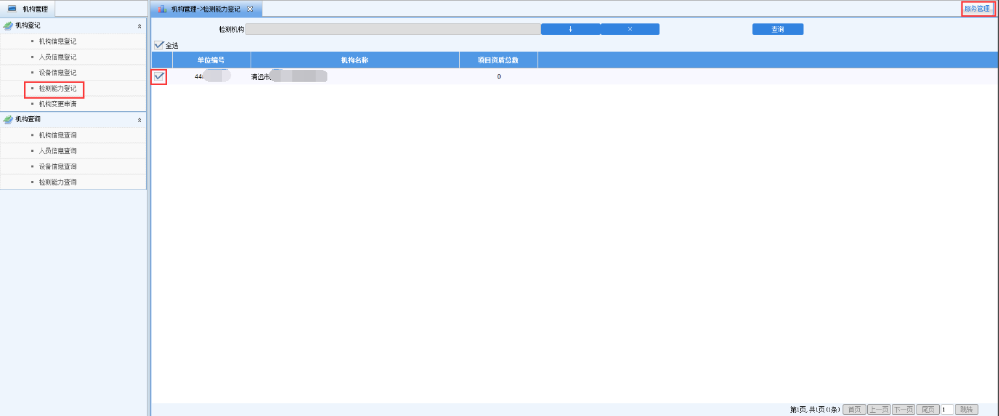 机构管理
机构登记
机构信息登记
人员信息登记
设备信息登记
检测能力登记
机构变更申请
机构查询
机构信息查询
人员信息查询
设备信息查询
检测能力查询
机构管理->检测能力登记
服务管理
检测机构 ↓ × 查询
全选
单位编号 机构名称 项目资质总数
44 清远市 0
第1页, 共1页 (1条) 首页 上一页 下一页 尾页 1 跳转